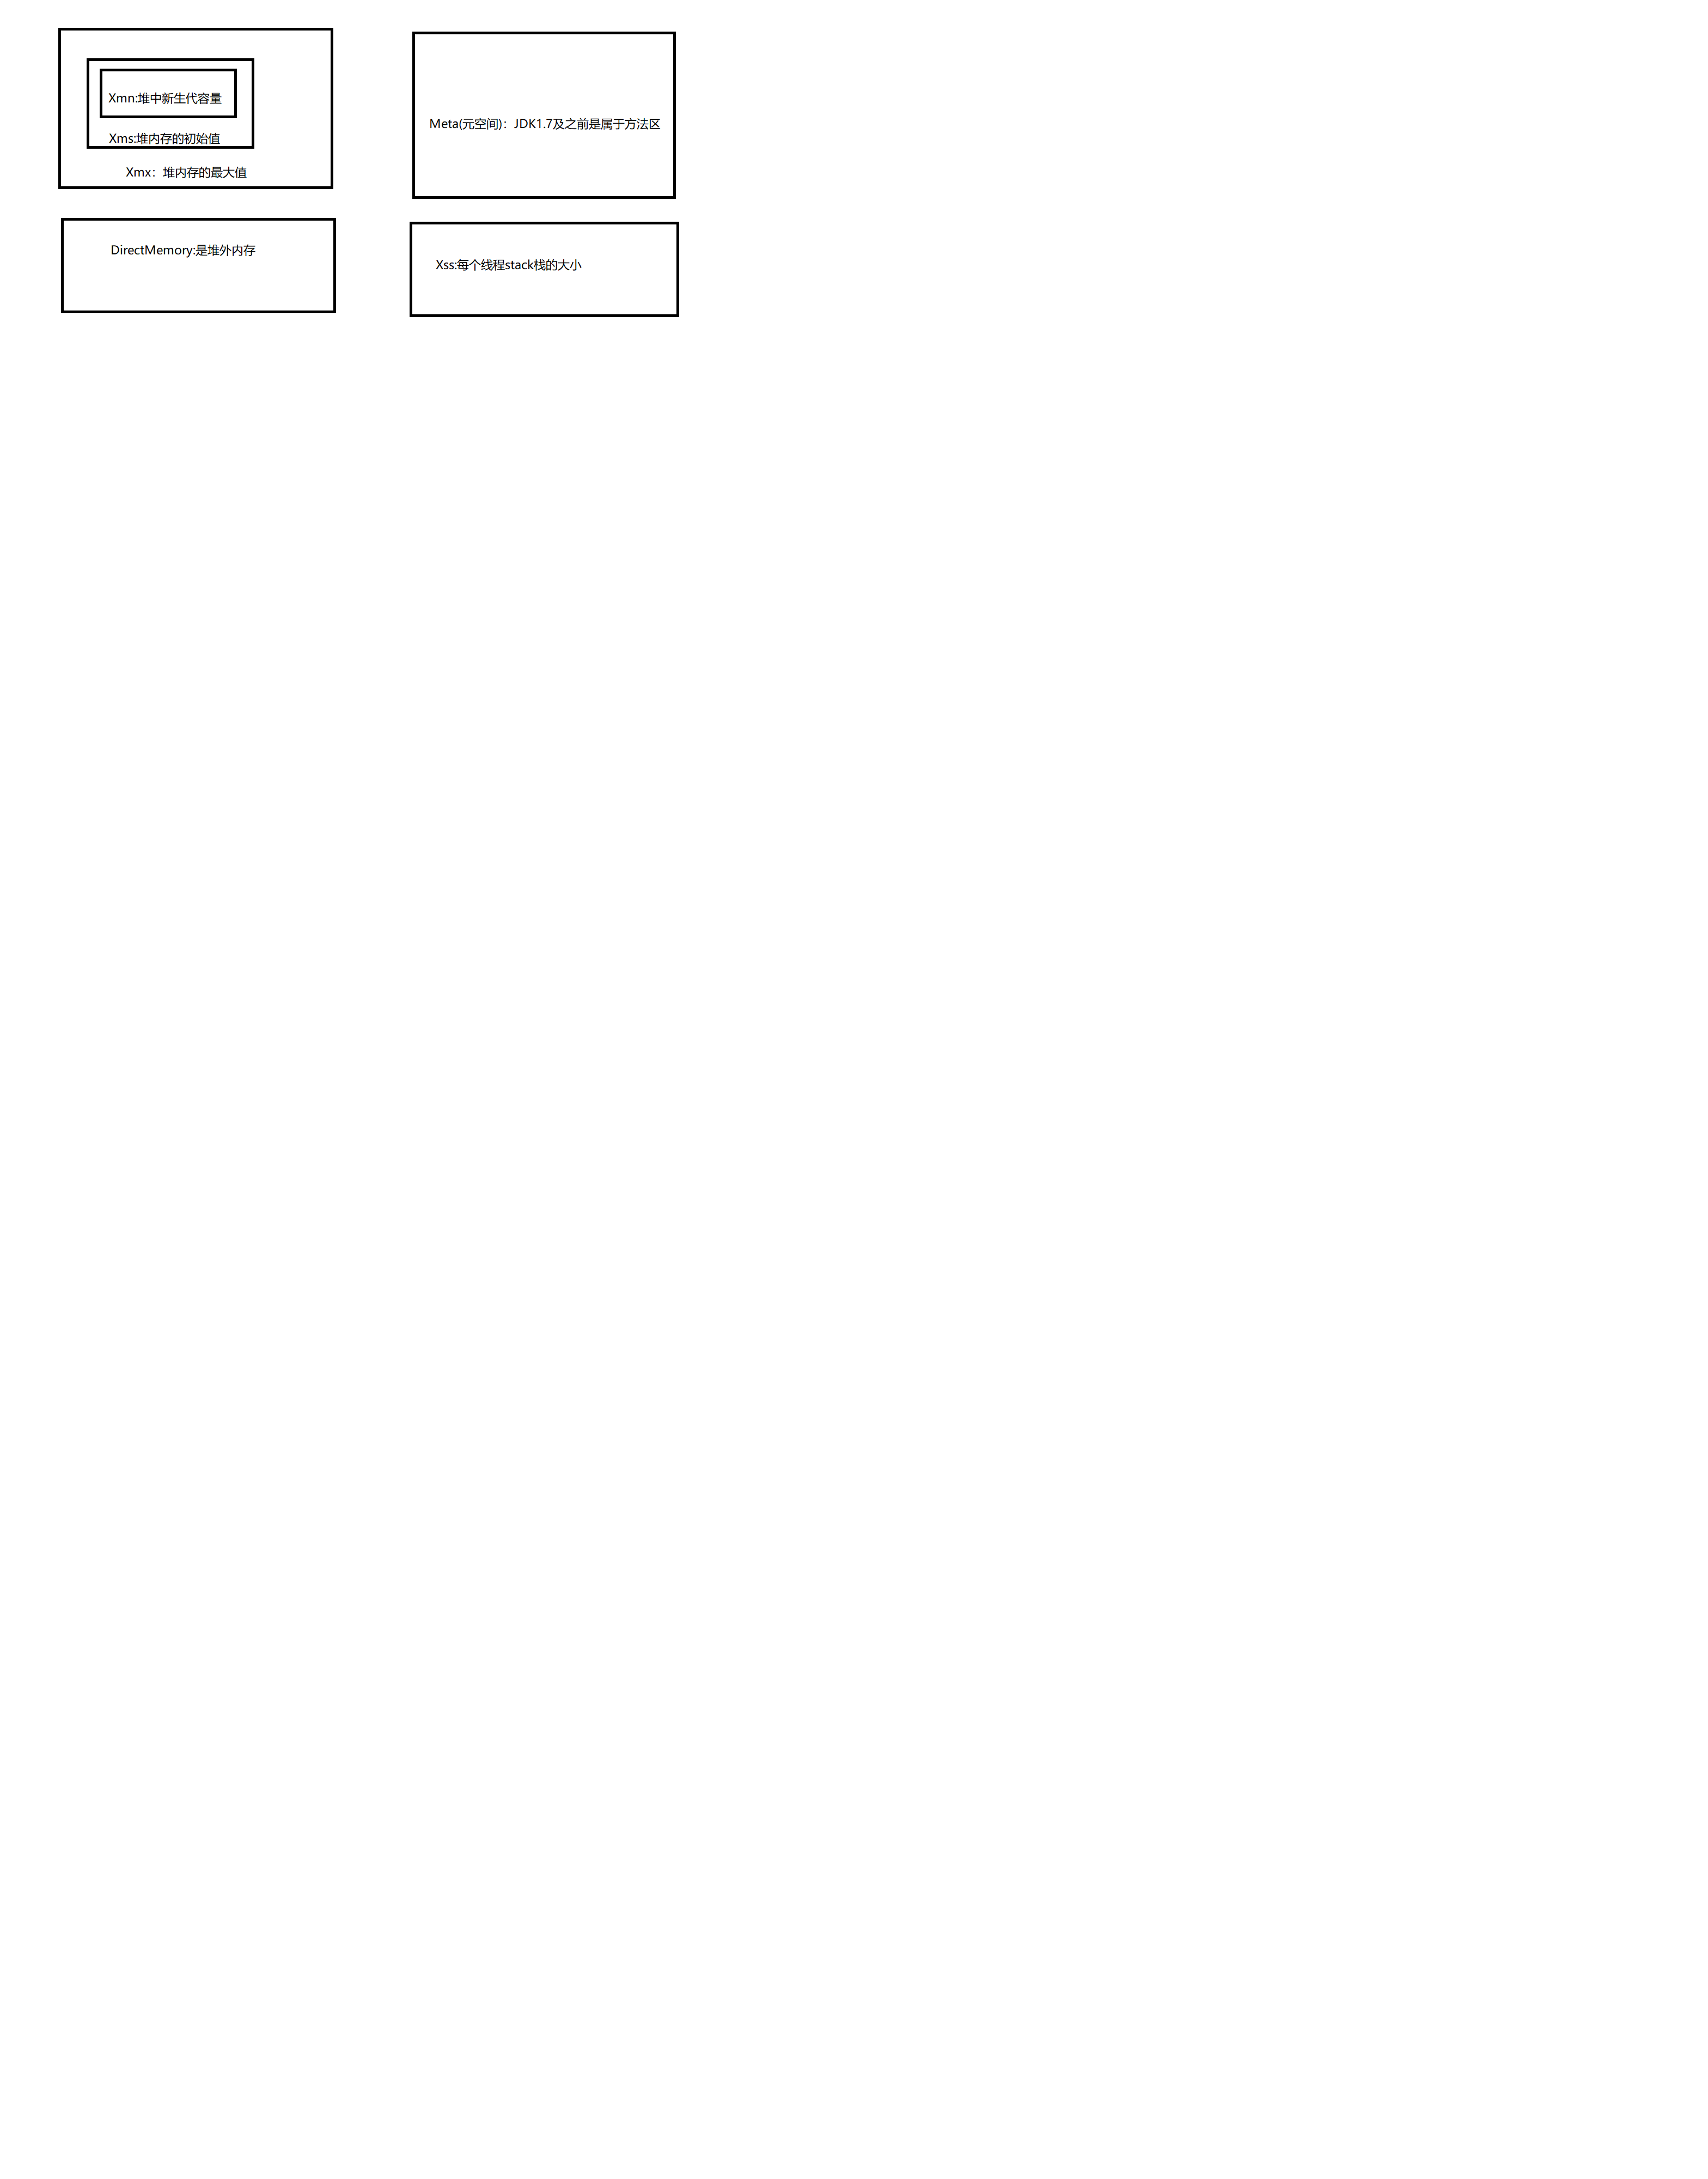 Xmn:堆中新生代容量
Xms:堆内存的初始值
Xmx：堆内存的最大值
Meta(元空间)：JDK1.7及之前是属于方法区
DirectMemory:是堆外内存
Xss:每个线程stack栈的大小